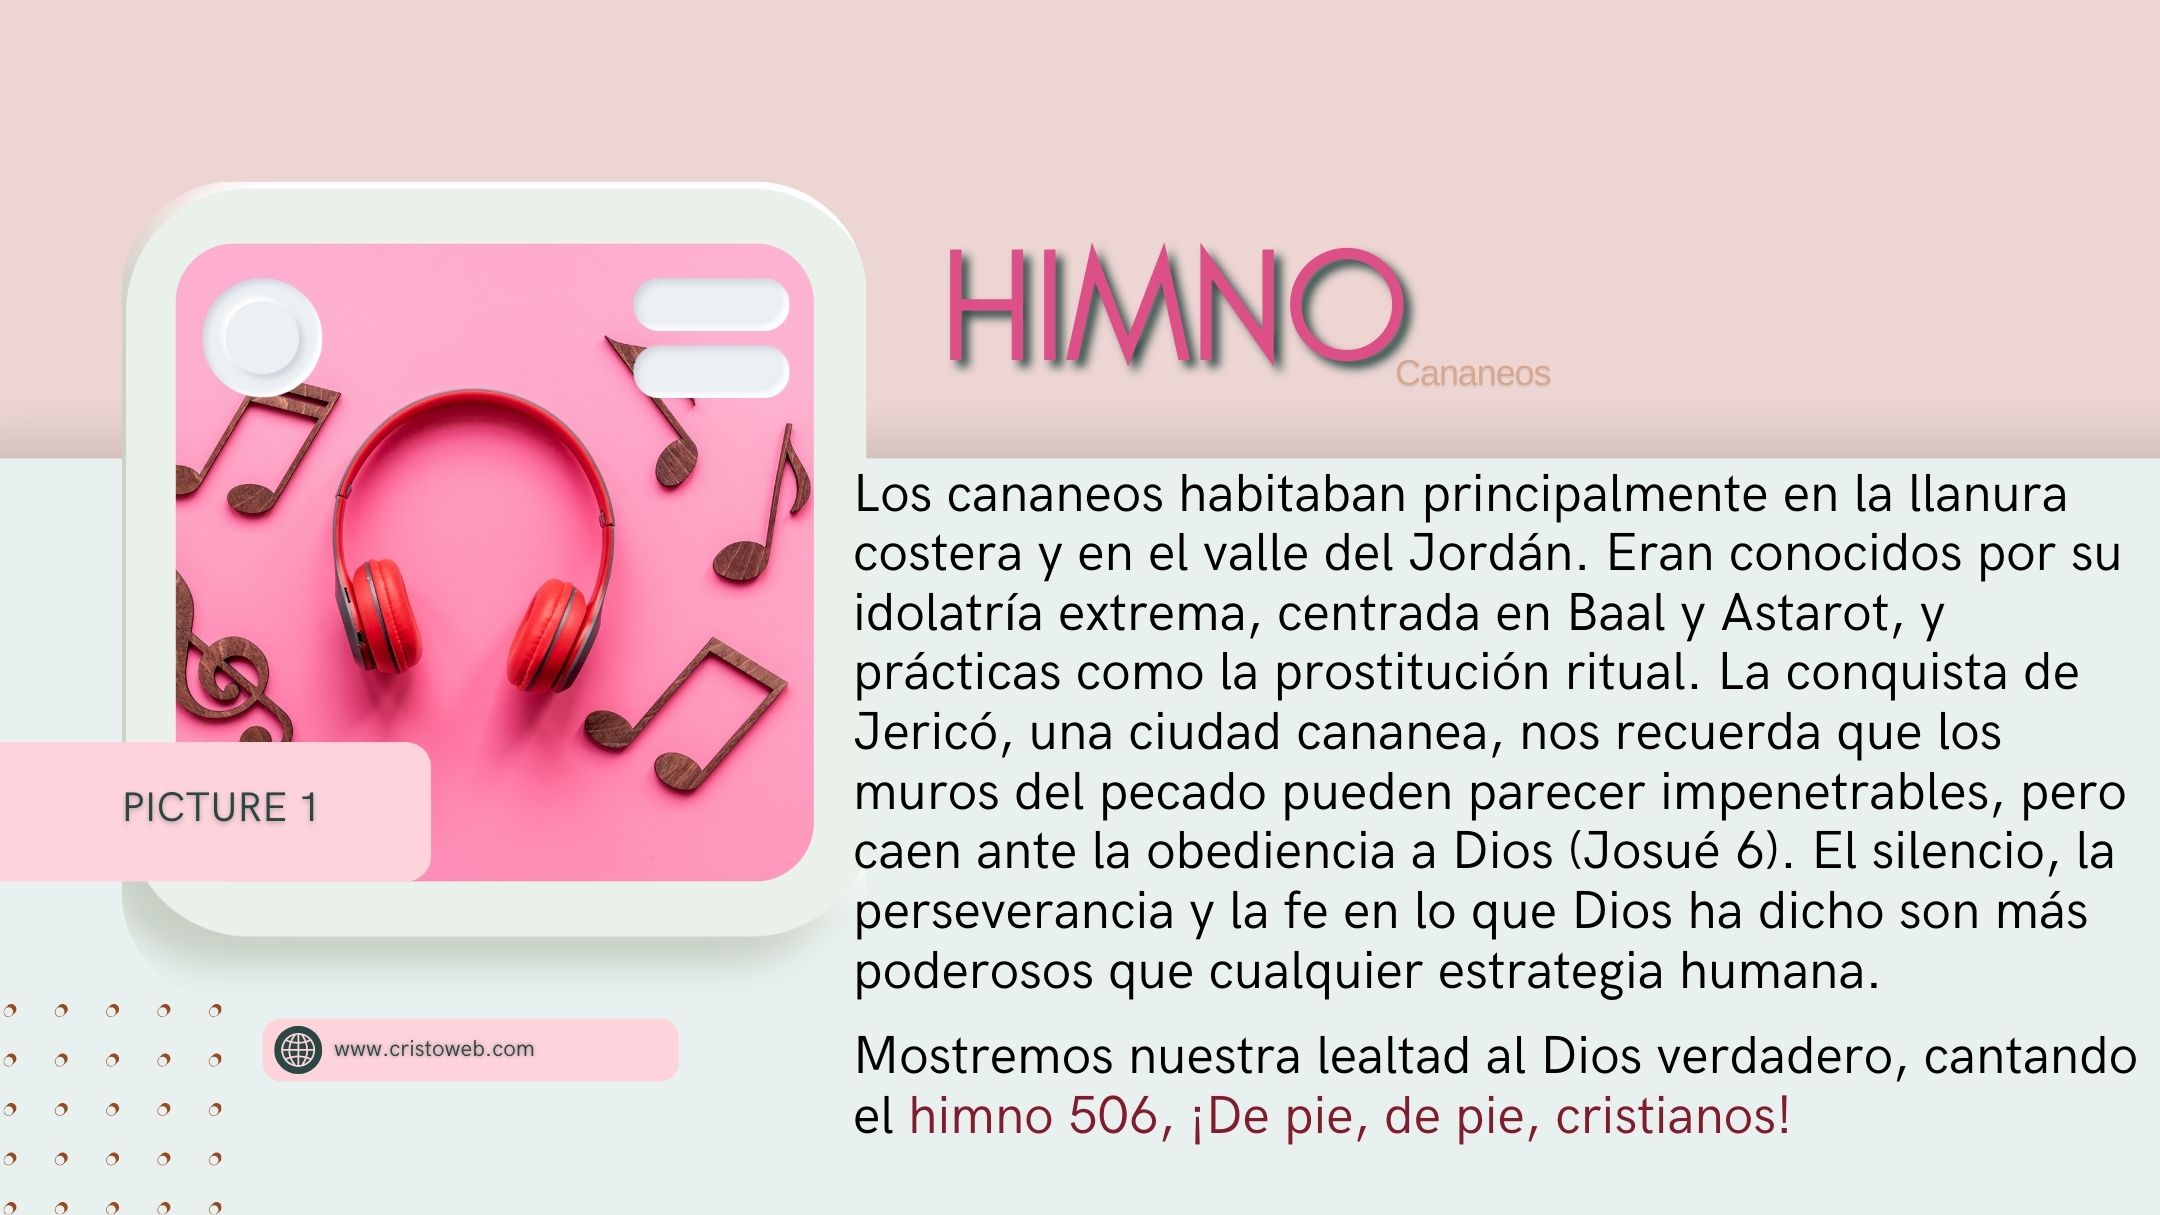 HIMNO
Cananeos
Los cananeos habitaban principalmente en la llanura
costera y en el valle del Jordán. Eran conocidos por su
idolatría extrema, centrada en Baal y Astarot, y
prácticas como la prostitución ritual. La conquista de
Jericó, una ciudad cananea, nos recuerda que los
muros del pecado pueden parecer impenetrables, pero
caen ante la obediencia a Dios (Josué 6). El silencio, la
perseverancia y la fe en lo que Dios ha dicho son más
poderosos que cualquier estrategia humana.
Mostremos nuestra lealtad al Dios verdadero, cantando
el himno 506, ¡De pie, de pie, cristianos!
PICTURE 1
www.cristoweb.com